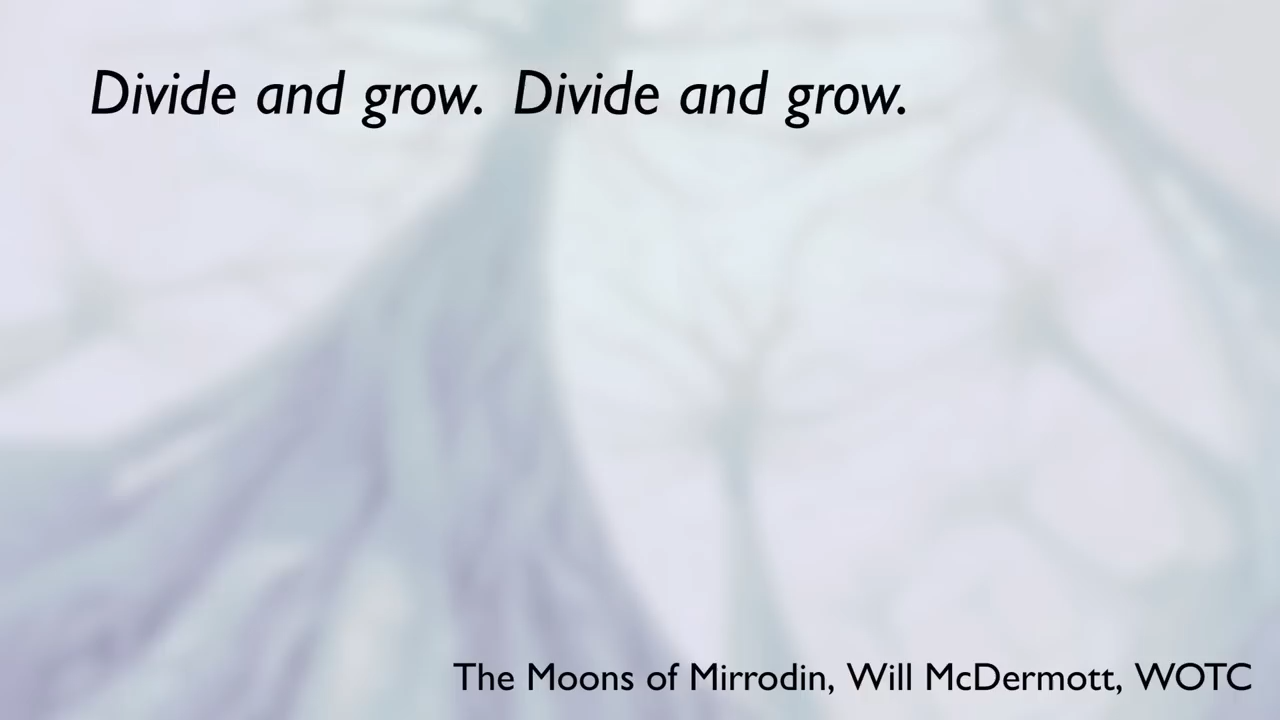 Divide and grow. Divide and grow.
The Moons of Mirrodin, Will McDermott, WOTC